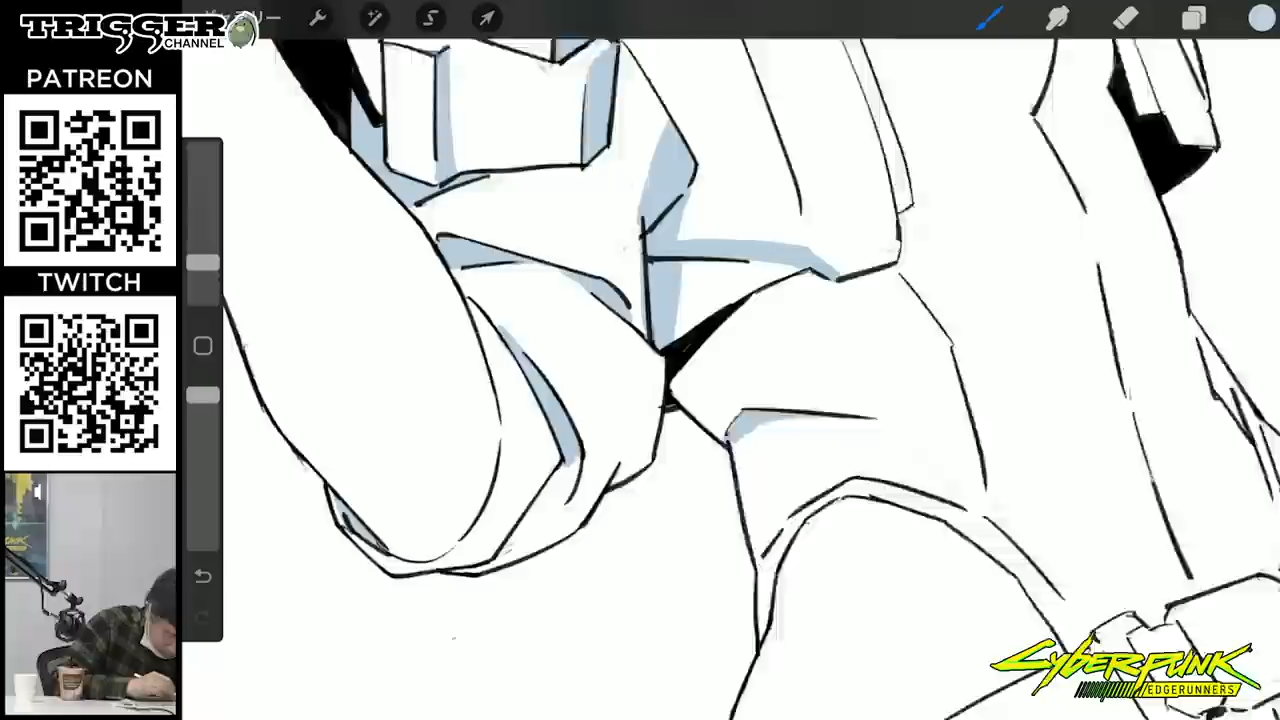 TRIGGER
CHANNEL
PATREON
TWITCH
CYBERPUNK
EDGERUNNERS